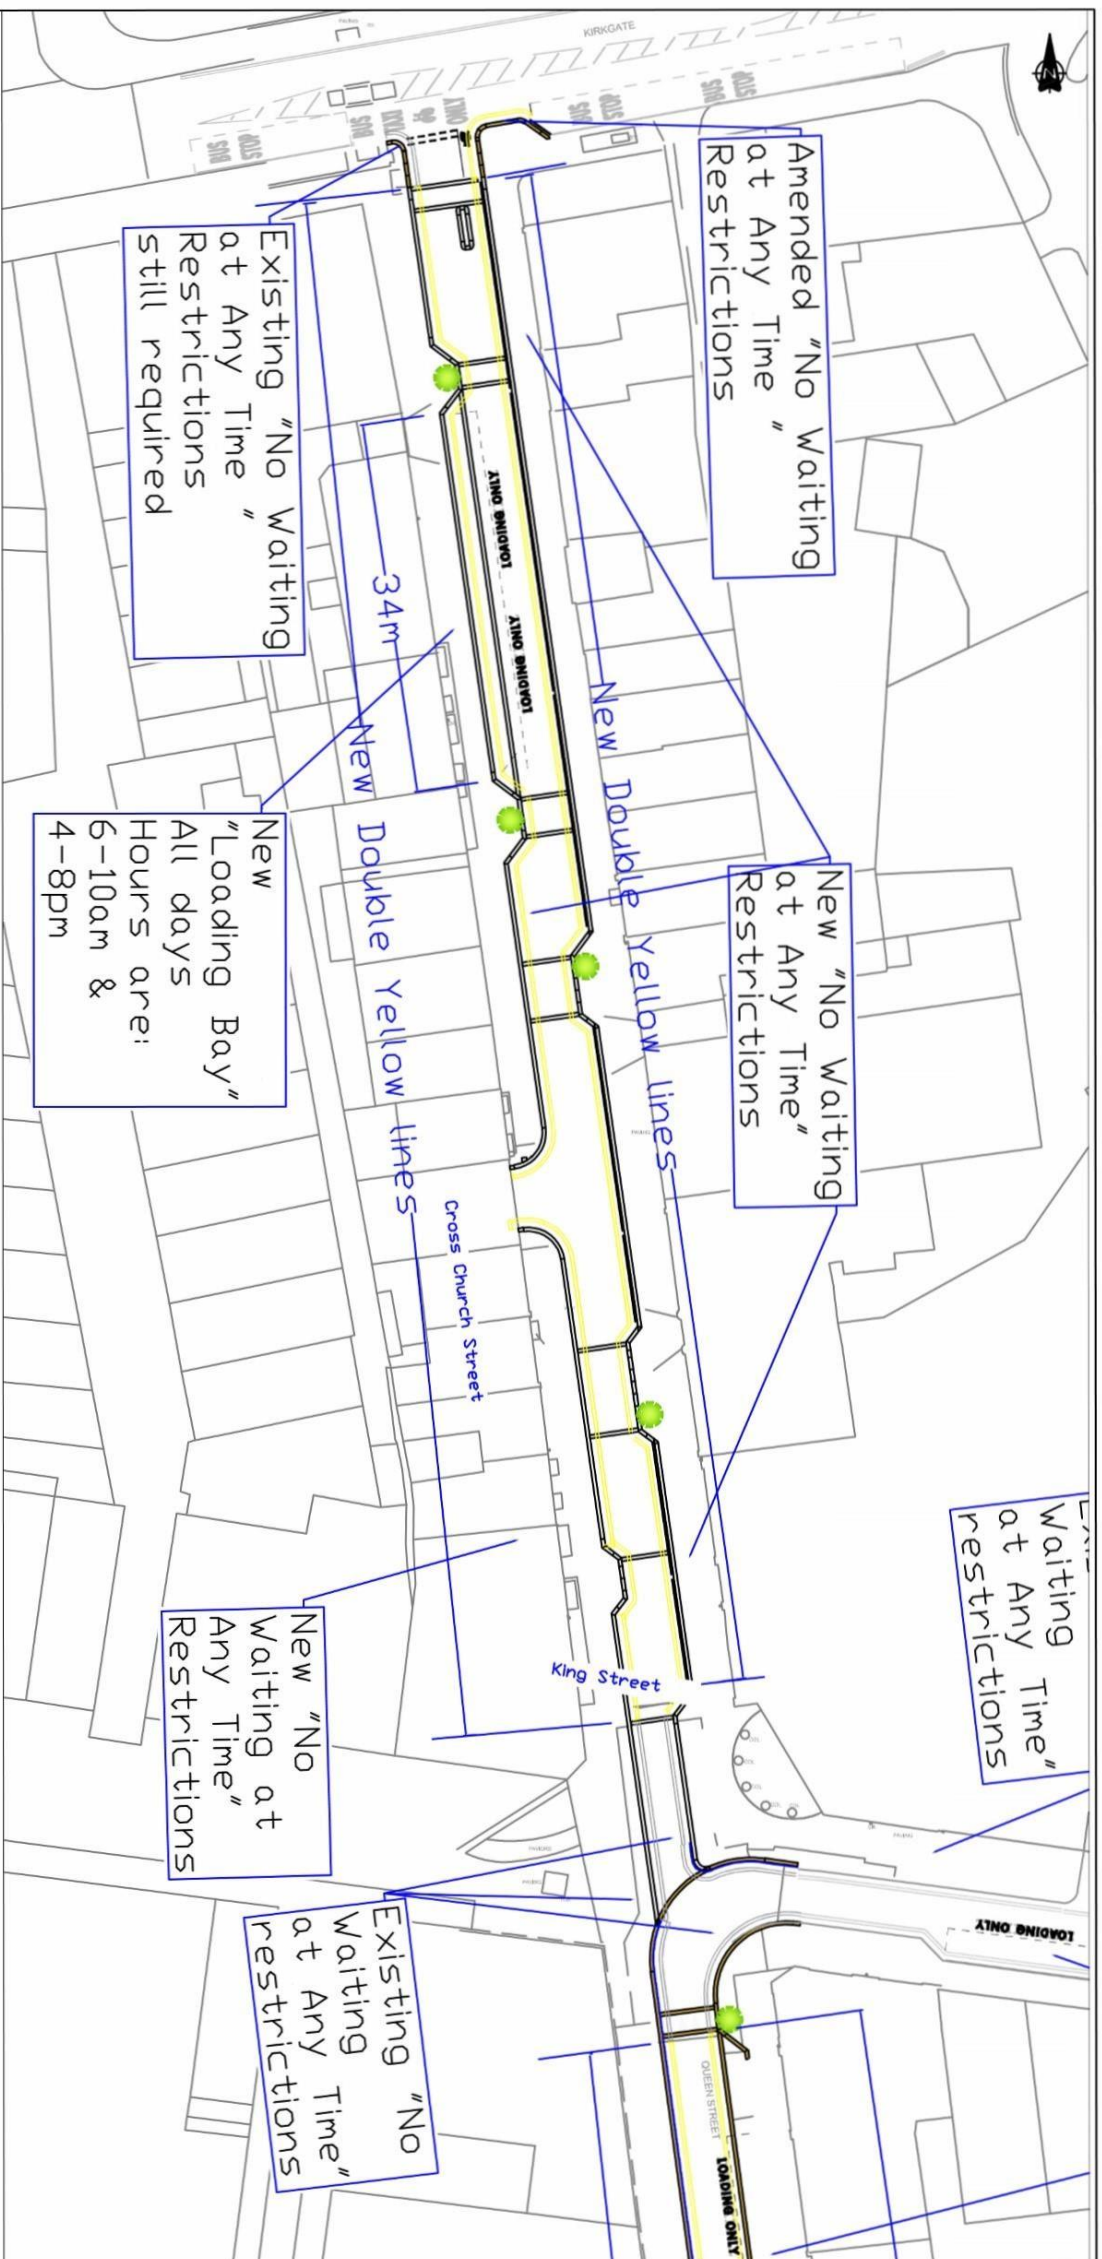 KIRKGATE
BUS
STOP
BUS
STOP
TAXI
ONLY
BUS
STOP
BUS
Amended "No Waiting
at Any Time "
Restrictions
Existing "No Waiting
at Any Time "
Restrictions
still required
LOADING ONLY
LOADING ONLY
34m
New Double Yellow lines
New Double Yellow lines
New "No Waiting
at Any Time"
Restrictions
New
"Loading Bay"
All days
Hours are:
6-10am &
4-8pm
PARKING
Cross Church Street
King Street
Waiting
at Any Time"
restrictions
New "No
Waiting at
Any Time"
Restrictions
Existing "No
Waiting
at Any Time"
restrictions
LOADING ONLY
QUEEN STREET
LOADING ONLY